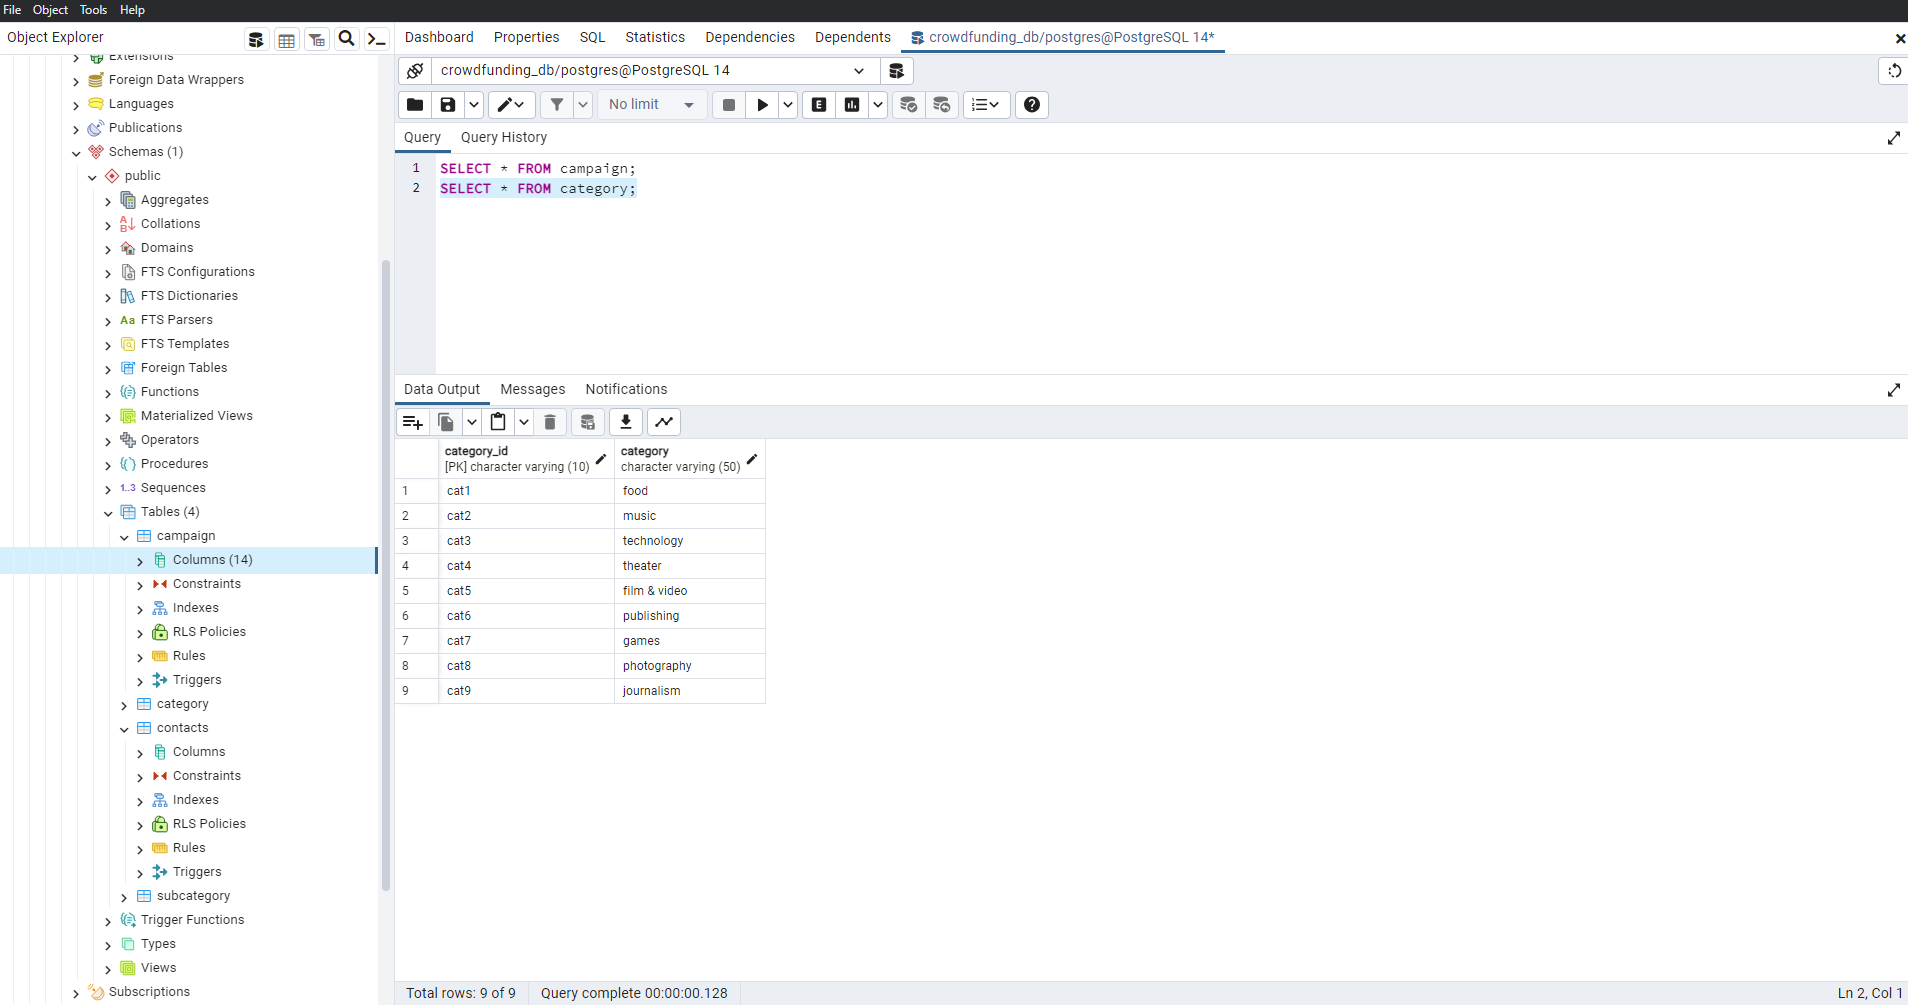 File Object Tools Help
Object Explorer
Extensions
Foreign Data Wrappers
Languages
Publications
Schemas (1)
public
Aggregates
Collations
Domains
FTS Configurations
FTS Dictionaries
Aa FTS Parsers
FTS Templates
Foreign Tables
Functions
Materialized Views
Operators
Procedures
1..3 Sequences
Tables (4)
campaign
Columns (14)
Constraints
Indexes
RLS Policies
Rules
Triggers
category
contacts
Columns
Constraints
Indexes
RLS Policies
Rules
Triggers
subcategory
Trigger Functions
Types
Views
Subscriptions
Dashboard Properties SQL Statistics Dependencies Dependents crowdfunding_db/postgres@PostgreSQL 14*
crowdfunding_db/postgres@PostgreSQL 14
No limit E
Query Query History
1 SELECT * FROM campaign;
2 SELECT * FROM category;
Data Output Messages Notifications
category_id category
[PK] character varying (10) character varying (50)
1 cat1 food
2 cat2 music
3 cat3 technology
4 cat4 theater
5 cat5 film & video
6 cat6 publishing
7 cat7 games
8 cat8 photography
9 cat9 journalism
Total rows: 9 of 9 Query complete 00:00:00.128 Ln 2, Col 1